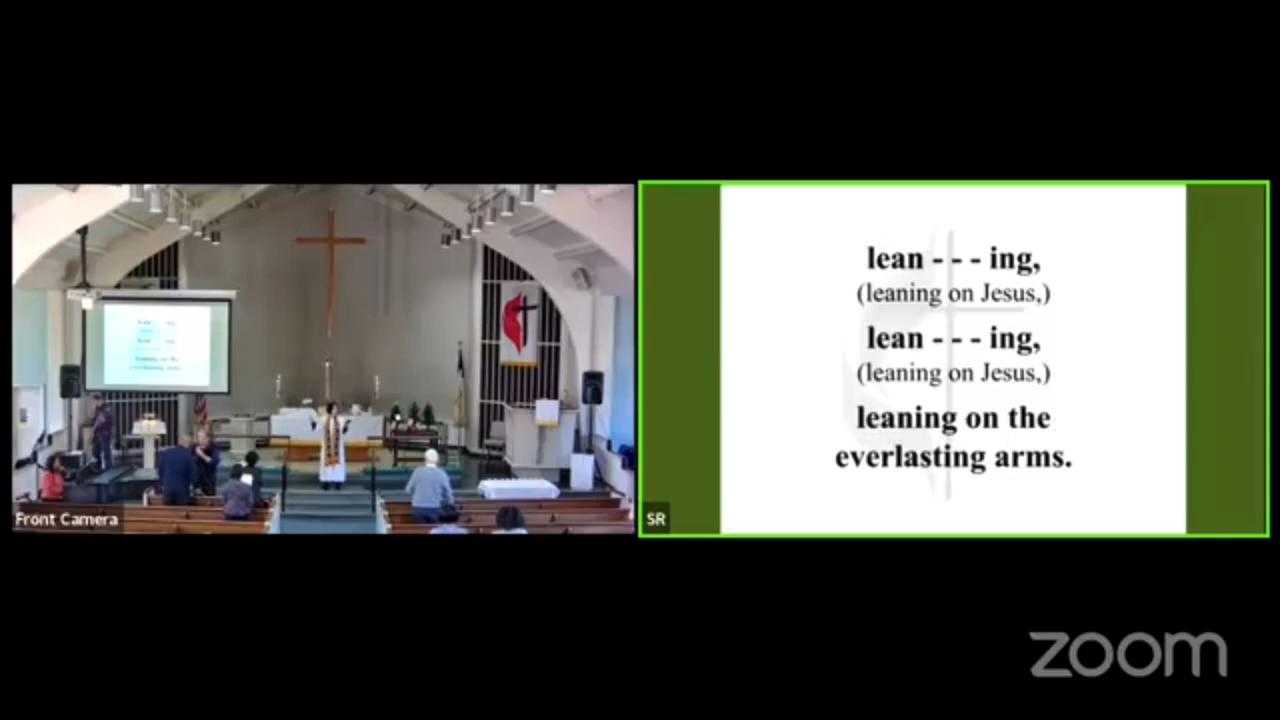 lean - - - ing,
(leaning on Jesus,)
lean - - - ing,
(leaning on Jesus,)
leaning on the
everlasting arms.
Front Camera
SR
zoom